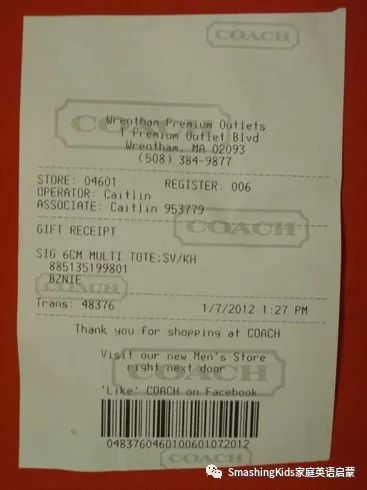 COACH
Wrentham Premium Outlets
1 Premium Outlet Blvd
Wrentham, MA 02093
(508) 384-9877
COACH
STORE: 04601 REGISTER: 006
OPERATOR: Caitlin
ASSOCIATE: Caitlin 953779
COACH
GIFT RECEIPT
SIG 6CM MULTI TOTE;SV/KH
885135199801
BZNIE
COACH
Trans: 48376 1/7/2012 1:27 PM
Thank you for shopping at COACH
Visit our new Men's Store
right next door
COACH
'Like' COACH on Facebook
0483760460100601072012
COACH
SmashingKids家庭英语启蒙